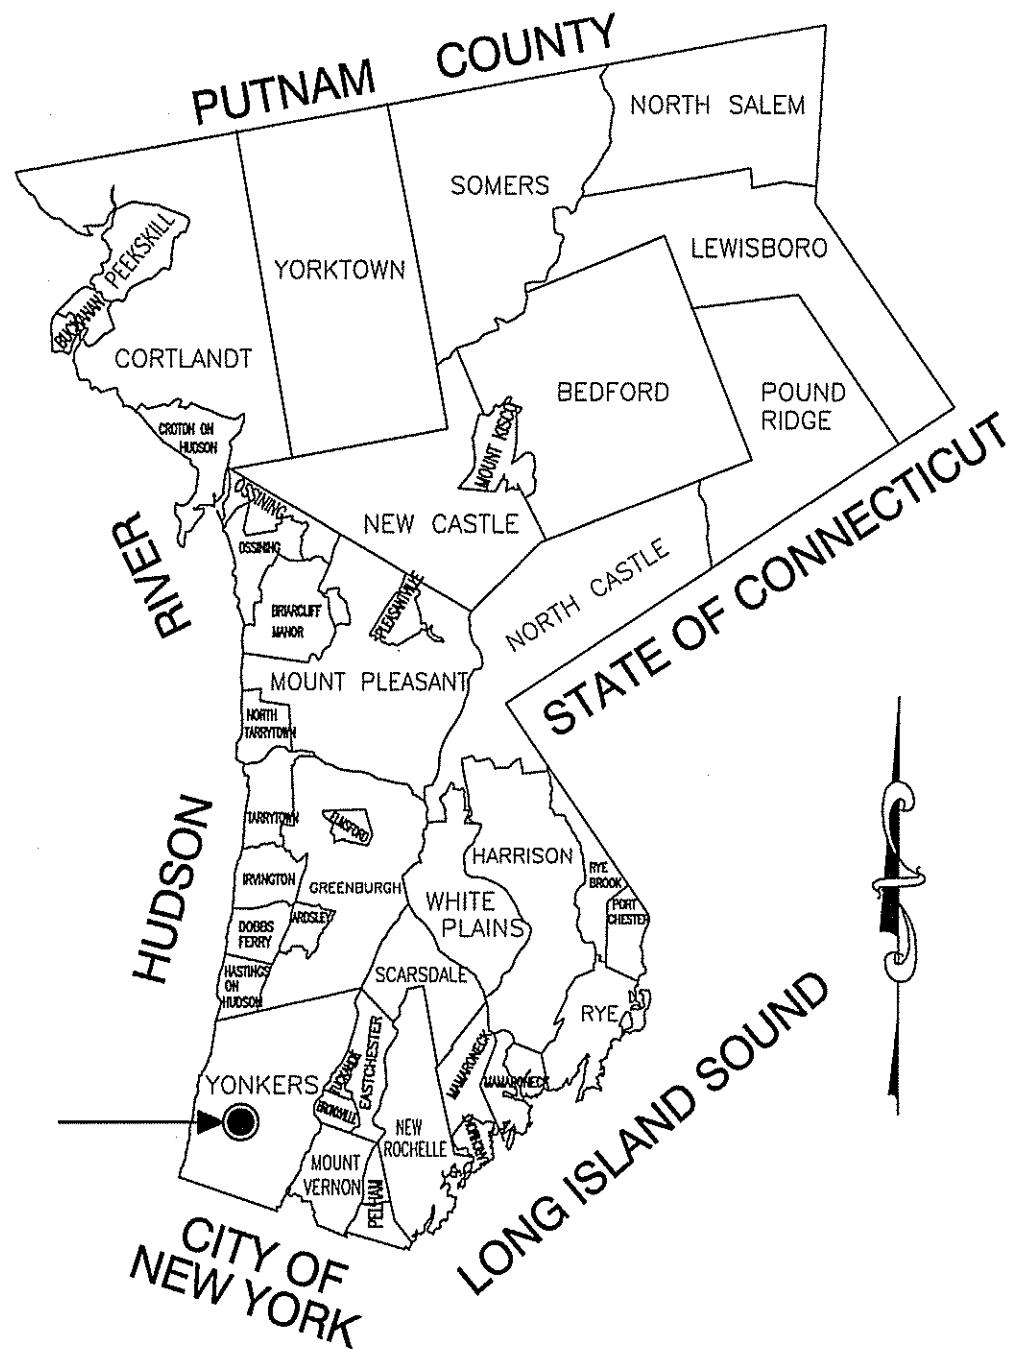 PUTNAM COUNTY
NORTH SALEM
SOMERS
LEWISBORO
YORKTOWN
PEEKSKILL
BUCHANAN
CORTLANDT
BEDFORD
POUND
RIDGE
CROTON ON
HUDSON
MOUNT KISCO
OSSINING
NEW CASTLE
OSSINING
NORTH CASTLE
STATE OF CONNECTICUT
HUDSON RIVER
BRIARCLIFF
MANOR
PLEASANTVILLE
MOUNT PLEASANT
NORTH
TARRYTOWN
TARRYTOWN
ELMSFORD
HARRISON
RYE
BROOK
IRVINGTON
GREENBURGH
WHITE
PLAINS
PORT
CHESTER
ARDSLEY
DOBBS
FERRY
SCARSDALE
HASTINGS
ON
HUDSON
RYE
LONG ISLAND SOUND
YONKERS
TUCKAHOE
EASTCHESTER
MAMARONECK
MAMARONECK
BRONXVILLE
NEW
ROCHELLE
LARCHMONT
MOUNT
VERNON
PELHAM
CITY OF
NEW YORK